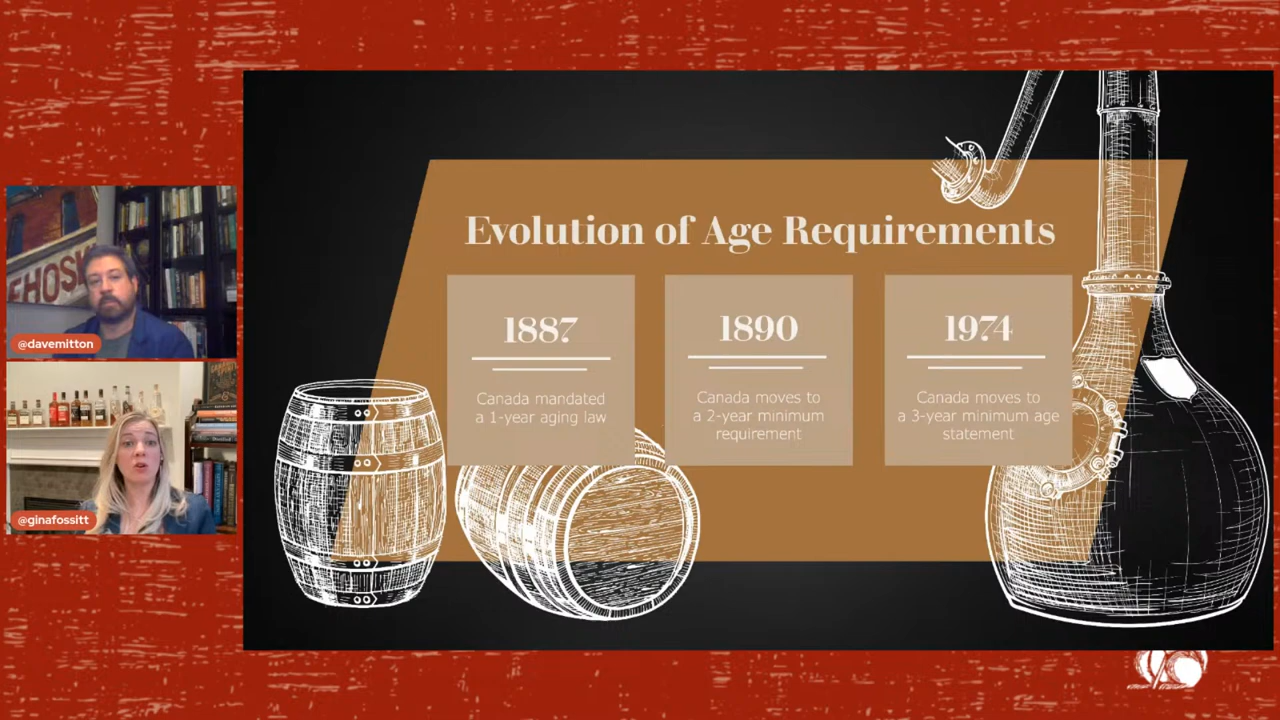 EHOSK
@davemitton
@ginafossitt
Evolution of Age Requirements
1887
Canada mandated
a 1-year aging law
1890
Canada moves to
a 2-year minimum
requirement
1974
Canada moves to
a 3-year minimum age
statement